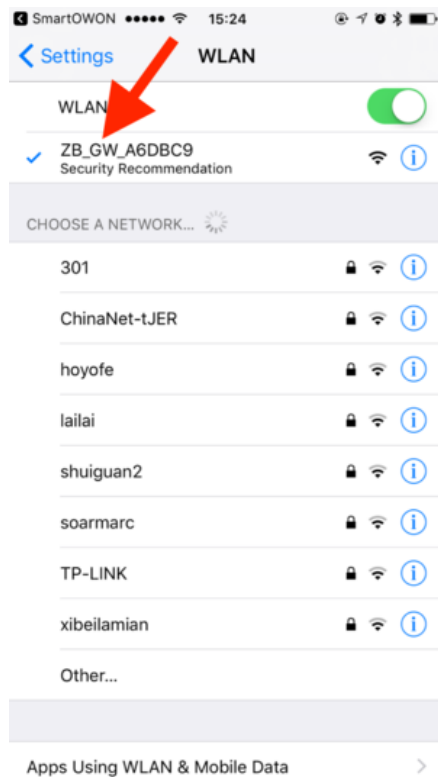 SmartOWON 15:24
Settings WLAN
WLAN
ZB_GW_A6DBC9
Security Recommendation
CHOOSE A NETWORK...
301
ChinaNet-tJER
hoyofe
lailai
shuiguan2
soarmarc
TP-LINK
xibeilamian
Other...
Apps Using WLAN & Mobile Data